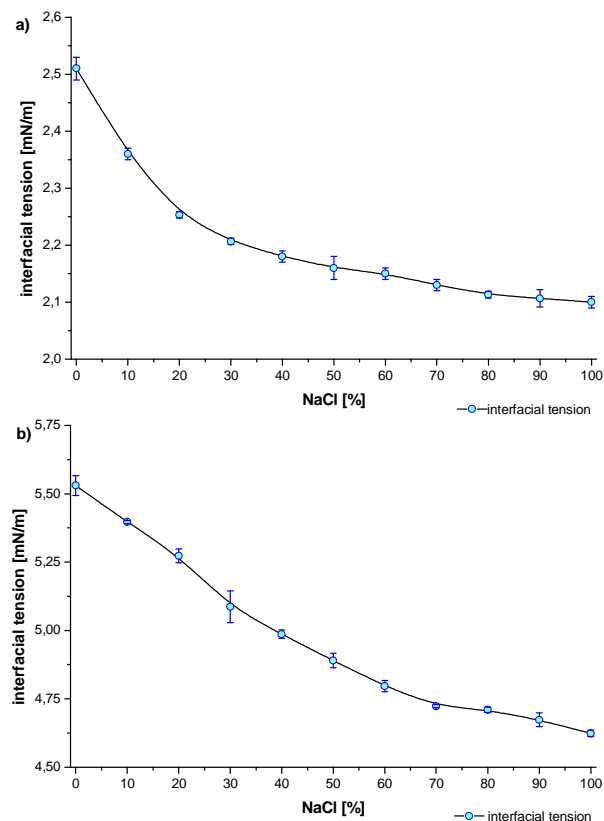 a)
interfacial tension [mN/m]
2,6
2,5
2,4
2,3
2,2
2,1
2,0
0 10 20 30 40 50 60 70 80 90 100
NaCl [%]
interfacial tension
b)
interfacial tension [mN/m]
5,75
5,50
5,25
5,00
4,75
4,50
0 10 20 30 40 50 60 70 80 90 100
NaCl [%]
interfacial tension